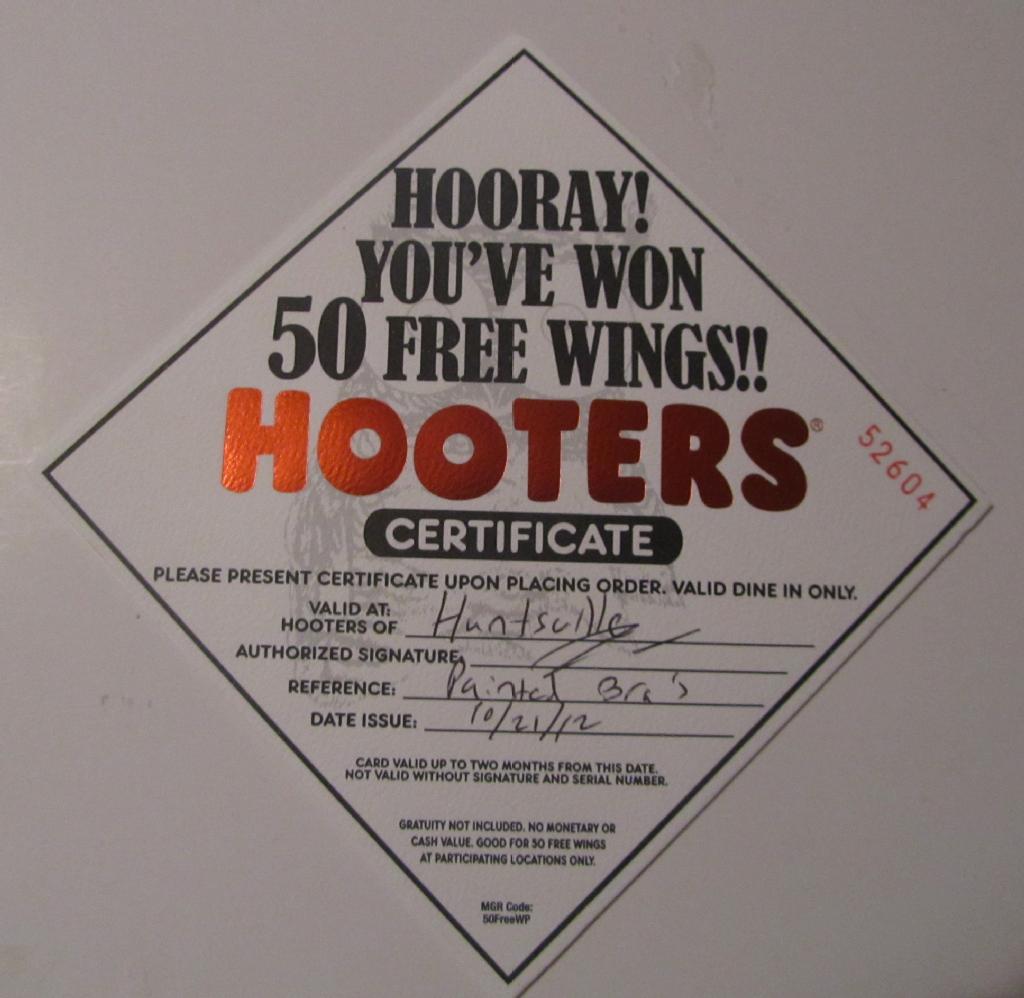 HOORAY!
YOU'VE WON
50 FREE WINGS!!
HOOTERS®
52604
CERTIFICATE
PLEASE PRESENT CERTIFICATE UPON PLACING ORDER. VALID DINE IN ONLY.
VALID AT:
HOOTERS OF Huntsville
AUTHORIZED SIGNATURE:
REFERENCE: Painted Bra's
DATE ISSUE: 10/21/12
CARD VALID UP TO TWO MONTHS FROM THIS DATE.
NOT VALID WITHOUT SIGNATURE AND SERIAL NUMBER.
GRATUITY NOT INCLUDED. NO MONETARY OR
CASH VALUE. GOOD FOR 50 FREE WINGS
AT PARTICIPATING LOCATIONS ONLY.
MGR Code:
50FreeWP